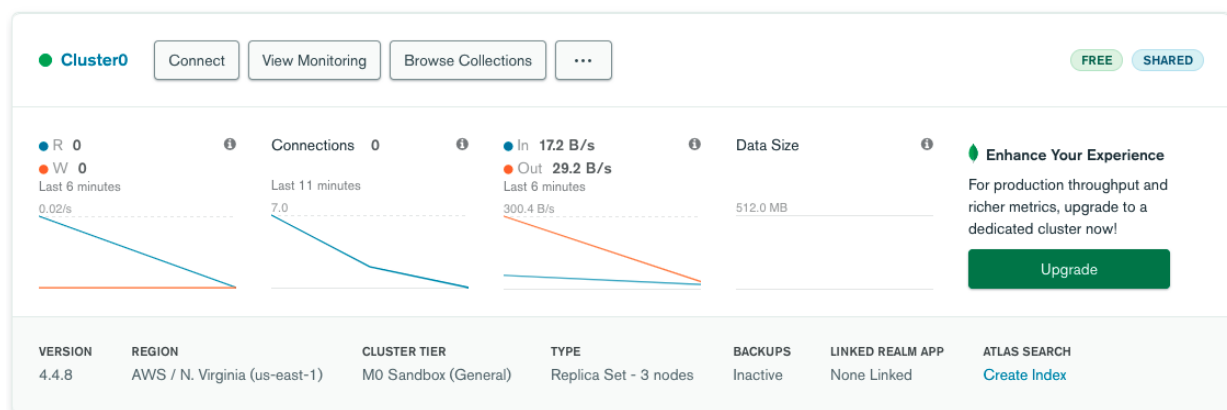 Cluster0 Connect View Monitoring Browse Collections ... FREE SHARED
R 0
W 0
Last 6 minutes
0.02/s
Connections 0
Last 11 minutes
7.0
In 17.2 B/s
Out 29.2 B/s
Last 6 minutes
300.4 B/s
Data Size
512.0 MB
Enhance Your Experience
For production throughput and
richer metrics, upgrade to a
dedicated cluster now!
Upgrade
VERSION REGION CLUSTER TIER TYPE BACKUPS LINKED REALM APP ATLAS SEARCH
4.4.8 AWS / N. Virginia (us-east-1) M0 Sandbox (General) Replica Set - 3 nodes Inactive None Linked Create Index